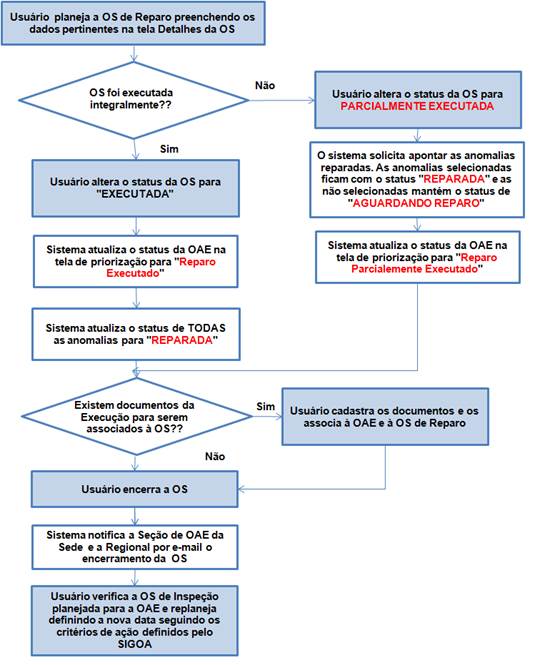 Usuário planeja a OS de Reparo preenchendo os
dados pertinentes na tela Detalhes da OS
OS foi executada
integralmente??
Não
Usuário altera o status da OS para
PARCIALMENTE EXECUTADA
Sim
O sistema solicita apontar as anomalias
reparadas. As anomalias selecionadas
ficam com o status "REPARADA" e as
não selecionadas mantém o status de
"AGUARDANDO REPARO"
Usuário altera o status da OS para
"EXECUTADA"
Sistema atualiza o status da OAE na
tela de priorização para "Reparo
Executado"
Sistema atualiza o status da OAE na
tela de priorização para "Reparo
Parcialemente Executado"
Sistema atualiza o status de TODAS
as anomalias para "REPARADA"
Existem documentos da
Execução para serem
associados à OS??
Sim
Usuário cadastra os documentos e os
associa à OAE e à OS de Reparo
Não
Usuário encerra a OS
Sistema notifica a Seção de OAE da
Sede e a Regional por e-mail o
encerramento da OS
Usuário verifica a OS de Inspeção
planejada para a OAE e replaneja
definindo a nova data seguindo os
critérios de ação definidos pelo
SIGOA